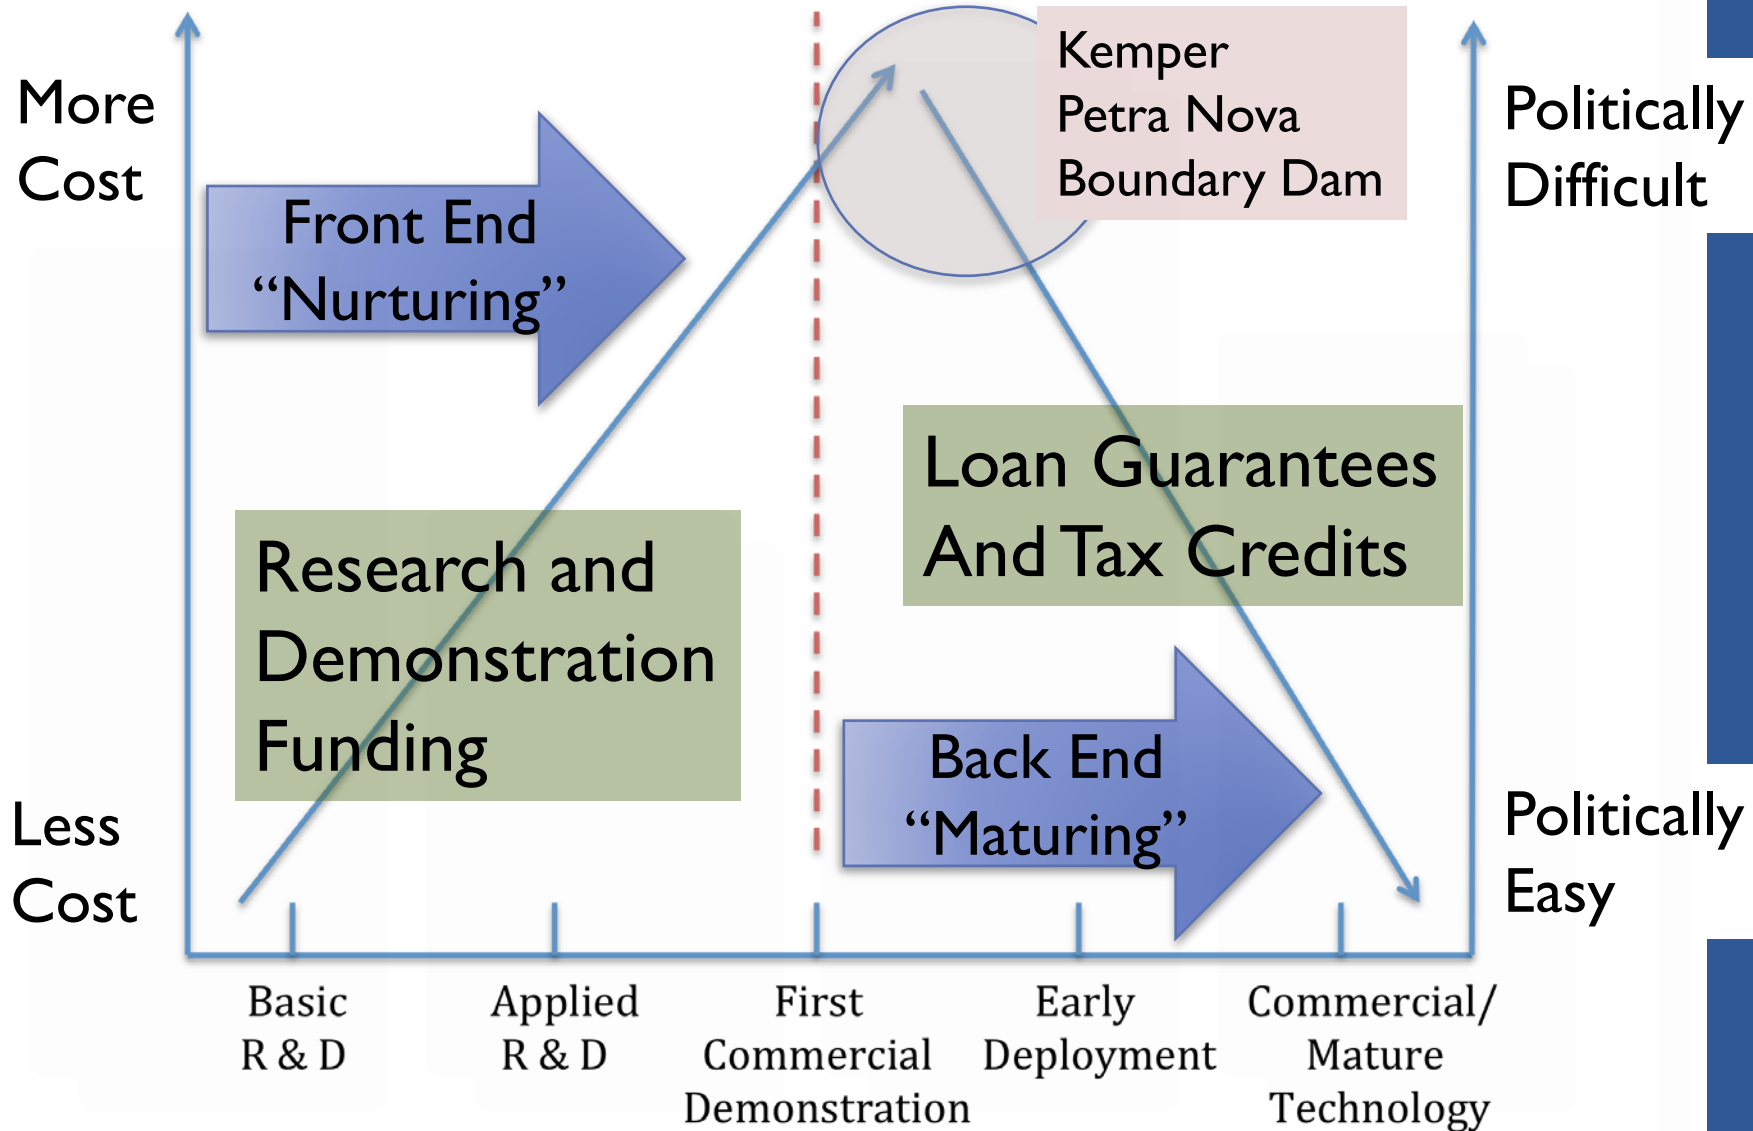 More
Cost
Front End
“Nurturing”
Kemper
Petra Nova
Boundary Dam
Politically
Difficult
Research and
Demonstration
Funding
Loan Guarantees
And Tax Credits
Back End
“Maturing”
Less
Cost
Politically
Easy
Basic
R & D
Applied
R & D
First
Commercial
Demonstration
Early
Deployment
Commercial/
Mature
Technology